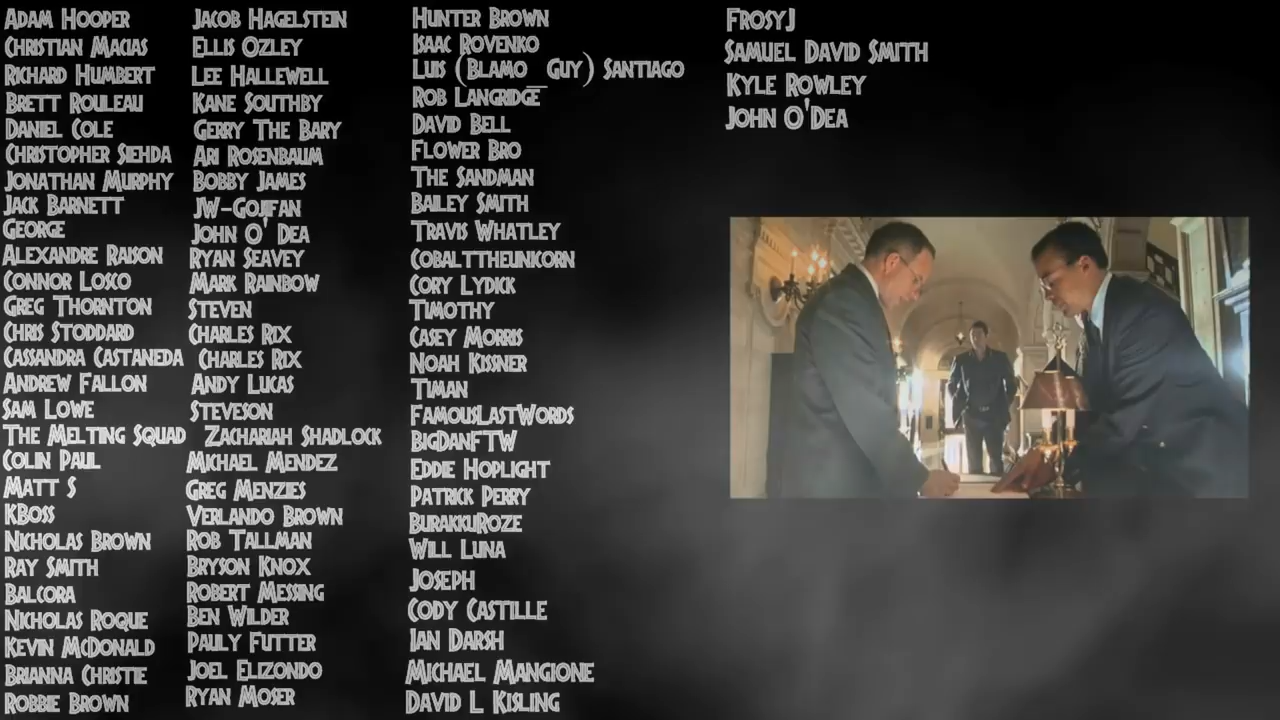 Adam Hooper
Christian Macias
Richard Humbert
Brett Rouleau
Daniel Cole
Christopher Siehda
Jonathan Murphy
Jack Barnett
George
Alexandre Raison
Connor Losco
Greg Thornton
Chris Stoddard
Cassandra Castaneda
Andrew Fallon
Sam Lowe
The Melting Squad
Colin Paul
Matt S
KBoss
Nicholas Brown
Ray Smith
Balcora
Nicholas Roque
Kevin McDonald
Brianna Christie
Robbie Brown
Jacob Hagelstein
Ellis Ozley
Lee Hallewell
Kane Southby
Gerry The Bary
Ari Rosenbaum
Bobby James
JW-Gojifan
John O' Dea
Ryan Seavey
Mark Rainbow
Steven
Charles Rix
Charles Rix
Andy Lucas
Steveson
Zachariah Shadlock
Michael Mendez
Greg Menzies
Verlando Brown
Rob Tallman
Bryson Knox
Robert Messing
Ben Wilder
Pauly Futter
Joel Elizondo
Ryan Moser
Hunter Brown
Isaac Rovenko
Luis (Blamo_Guy) Santiago
Rob Langridge
David Bell
Flower Bro
The Sandman
Bailey Smith
Travis Whatley
Cobalttheunicorn
Cory Lydick
Timothy
Casey Morris
Noah Kissner
Timan
FamousLastWords
BigDanFTW
Eddie Hoplight
Patrick Perry
BurakkuRoze
Will Luna
Joseph
Cody Castille
Ian Darsh
Michael Mangione
David L Kisling
FrosyJ
Samuel David Smith
Kyle Rowley
John O'Dea